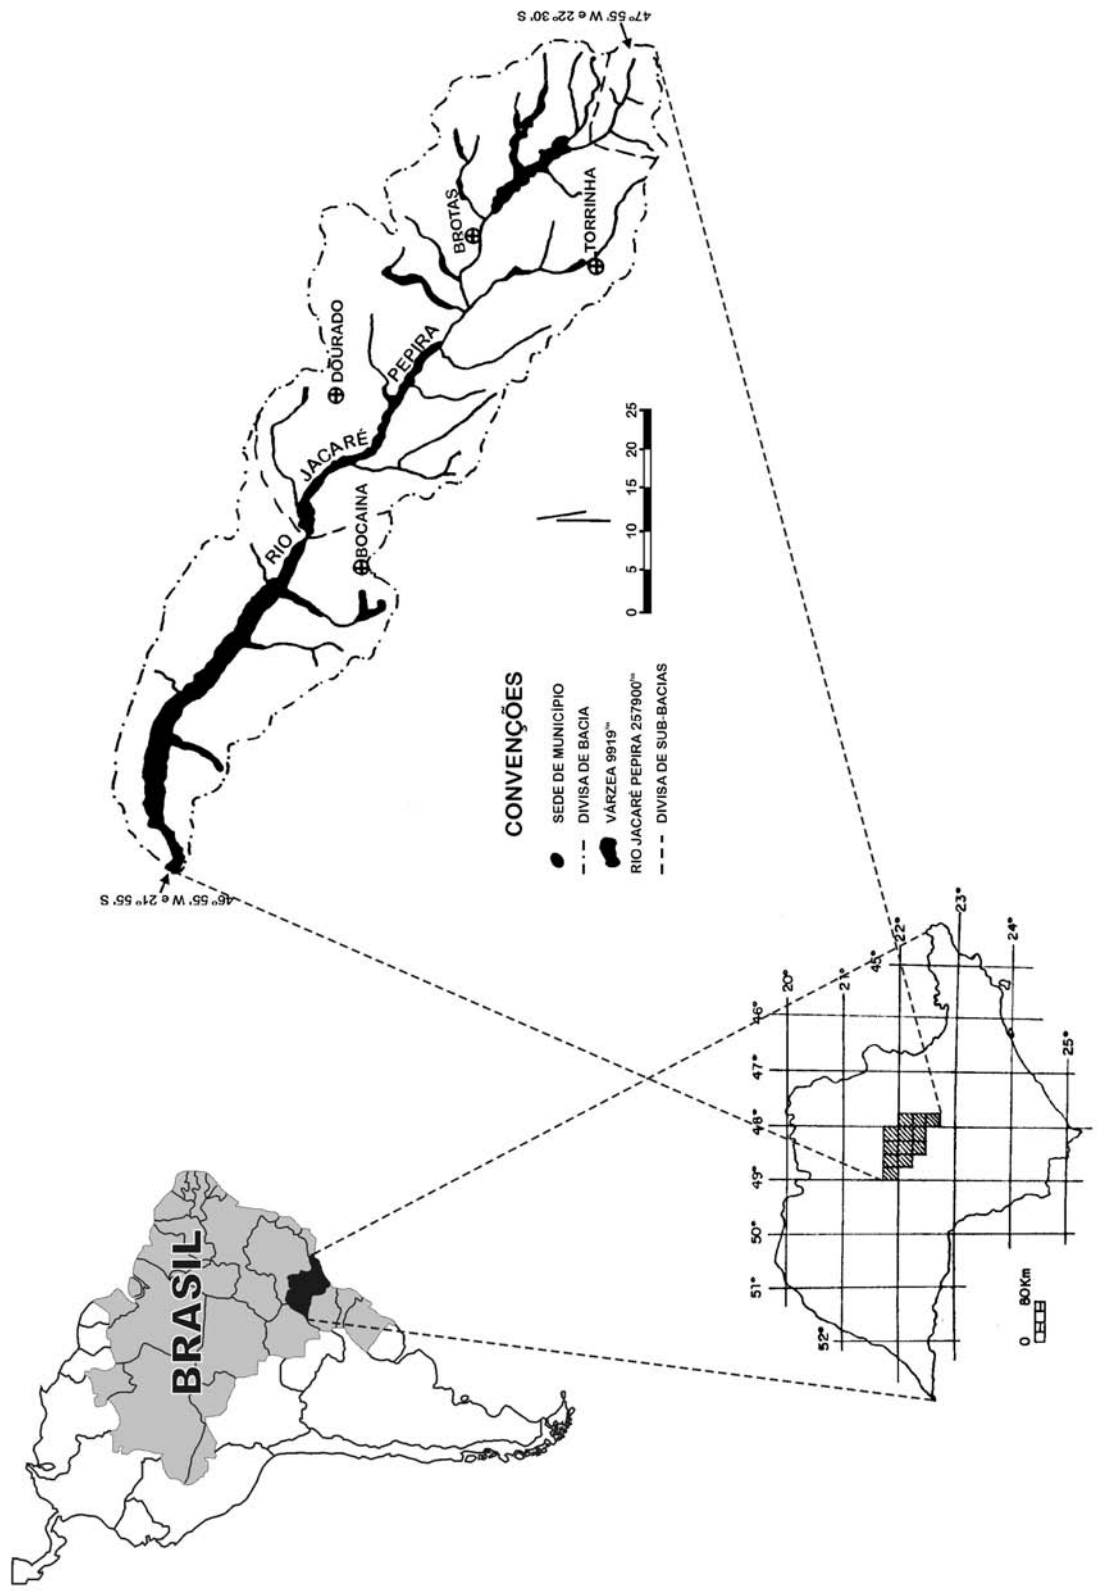 BRASIL
46° 55' W e 21° 55' S
47° 55' W e 22° 30' S
RIO
JACARÉ
PEPIRA
DOURADO
BROTAS
BOCAINA
TORRINHA
0 5 10 15 20 25
CONVENÇÕES
SEDE DE MUNICÍPIO
DIVISA DE BACIA
VÁRZEA 9919ha
RIO JACARÉ PEPIRA 257900ha
DIVISA DE SUB-BACIAS
52° 51° 50° 49° 48° 47° 46° 45°
20°
21°
22°
23°
24°
25°
0 80Km